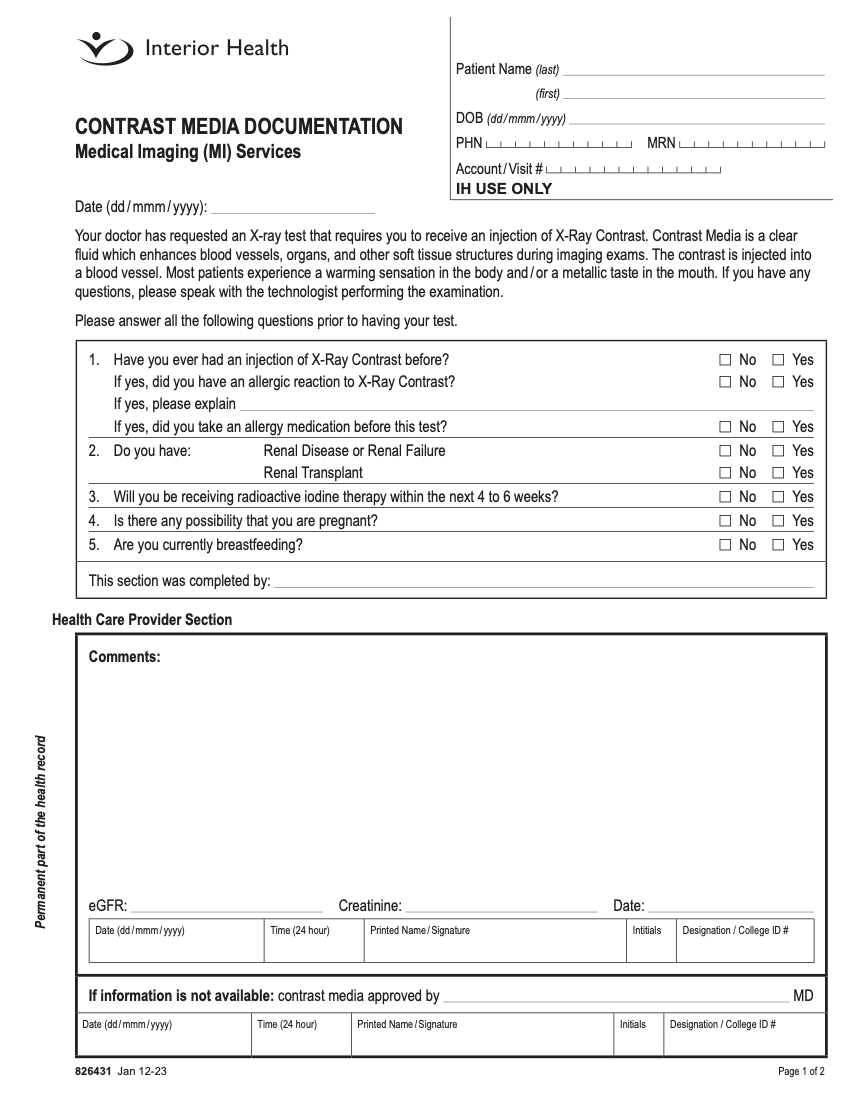 Interior Health
Patient Name (last)
(first)
DOB (dd/mmm/yyyy)
PHN MRN
Account/Visit #
IH USE ONLY
CONTRAST MEDIA DOCUMENTATION
Medical Imaging (MI) Services
Date (dd/mmm/yyyy):
Your doctor has requested an X-ray test that requires you to receive an injection of X-Ray Contrast. Contrast Media is a clear
fluid which enhances blood vessels, organs, and other soft tissue structures during imaging exams. The contrast is injected into
a blood vessel. Most patients experience a warming sensation in the body and/or a metallic taste in the mouth. If you have any
questions, please speak with the technologist performing the examination.
Please answer all the following questions prior to having your test.
1. Have you ever had an injection of X-Ray Contrast before? ☐ No ☐ Yes
If yes, did you have an allergic reaction to X-Ray Contrast? ☐ No ☐ Yes
If yes, please explain
If yes, did you take an allergy medication before this test? ☐ No ☐ Yes
2. Do you have: Renal Disease or Renal Failure ☐ No ☐ Yes
Renal Transplant ☐ No ☐ Yes
3. Will you be receiving radioactive iodine therapy within the next 4 to 6 weeks? ☐ No ☐ Yes
4. Is there any possibility that you are pregnant? ☐ No ☐ Yes
5. Are you currently breastfeeding? ☐ No ☐ Yes
This section was completed by:
Health Care Provider Section
Comments:
Permanent part of the health record
eGFR: Creatinine: Date:
Date (dd/mmm/yyyy) Time (24 hour) Printed Name/Signature Intitials Designation / College ID #
If information is not available: contrast media approved by MD
Date (dd/mmm/yyyy) Time (24 hour) Printed Name/Signature Initials Designation / College ID #
826431 Jan 12-23 Page 1 of 2